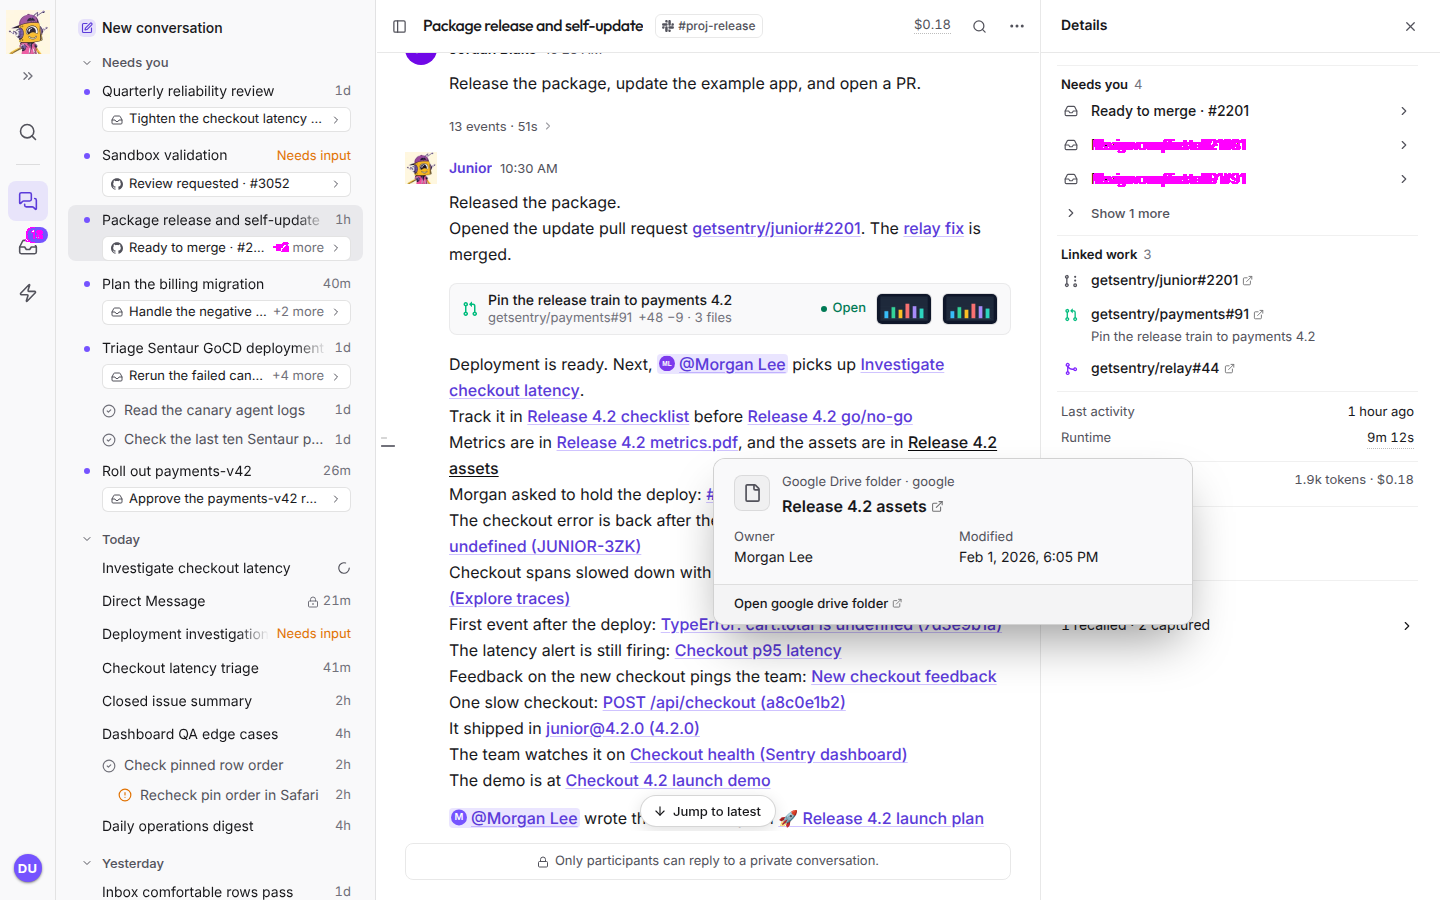 New conversation
Needs you
Quarterly reliability review 1d
Tighten the checkout latency ...
Sandbox validation Needs input
Review requested · #3052
Package release and self-update 1h
Ready to merge · #2... more
Plan the billing migration 40m
Handle the negative ... +2 more
Triage Sentaur GoCD deployment 1d
Rerun the failed can... +4 more
Read the canary agent logs 1d
Check the last ten Sentaur p... 1d
Roll out payments-v42 26m
Approve the payments-v42 r...
Today
Investigate checkout latency
Direct Message 21m
Deployment investigation Needs input
Checkout latency triage 41m
Closed issue summary 2h
Dashboard QA edge cases 4h
Check pinned row order 2h
Recheck pin order in Safari 2h
Daily operations digest 4h
Yesterday
Inbox comfortable rows pass 1d
DU
Package release and self-update #proj-release $0.18
Release the package, update the example app, and open a PR.
13 events · 51s
Junior 10:30 AM
Released the package.
Opened the update pull request getsentry/junior#2201. The relay fix is
merged.
Pin the release train to payments 4.2
getsentry/payments#91 +48 −9 · 3 files
Open
Deployment is ready. Next, ML @Morgan Lee picks up Investigate
checkout latency.
Track it in Release 4.2 checklist before Release 4.2 go/no-go
Metrics are in Release 4.2 metrics.pdf, and the assets are in Release 4.2
assets
Morgan asked to hold the deploy: #
The checkout error is back after the
undefined (JUNIOR-3ZK)
Checkout spans slowed down with
(Explore traces)
First event after the deploy: TypeError: cart.total is undefined (7d3e9b1a)
The latency alert is still firing: Checkout p95 latency
Feedback on the new checkout pings the team: New checkout feedback
One slow checkout: POST /api/checkout (a8c0e1b2)
It shipped in junior@4.2.0 (4.2.0)
The team watches it on Checkout health (Sentry dashboard)
The demo is at Checkout 4.2 launch demo
M @Morgan Lee wrote 🚀 Release 4.2 launch plan
Jump to latest
Only participants can reply to a private conversation.
Google Drive folder · google
Release 4.2 assets
Owner Modified
Morgan Lee Feb 1, 2026, 6:05 PM
Open google drive folder
Details
Needs you 4
Ready to merge · #2201
Show 1 more
Linked work 3
getsentry/junior#2201
getsentry/payments#91
Pin the release train to payments 4.2
getsentry/relay#44
Last activity 1 hour ago
Runtime 9m 12s
1.9k tokens · $0.18
1 recalled · 2 captured